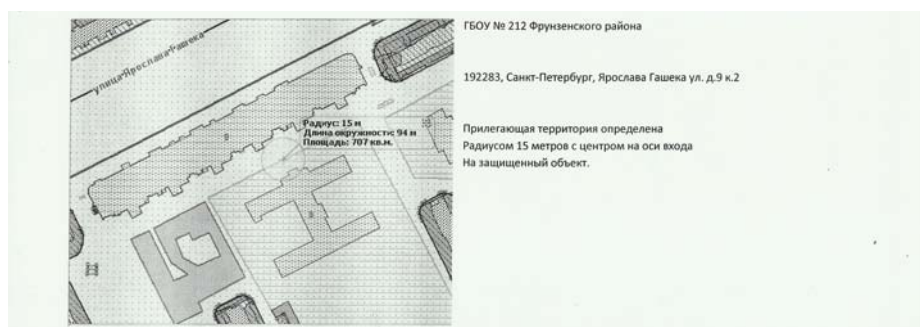 улица Ярослава Гашека
Радиус: 15 м
Длина окружности: 94 м
Площадь: 707 кв.м.
ГБОУ № 212 Фрунзенского района
192283, Санкт-Петербург, Ярослава Гашека ул. д.9 к.2
Прилегающая территория определена
Радиусом 15 метров с центром на оси входа
На защищенный объект.